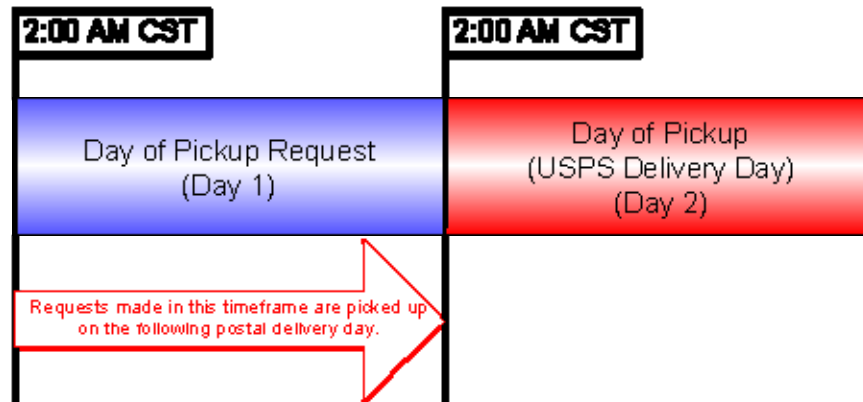 2:00 AM CST
2:00 AM CST
Day of Pickup Request
(Day 1)
Day of Pickup
(USPS Delivery Day)
(Day 2)
Requests made in this timeframe are picked up
on the following postal delivery day.